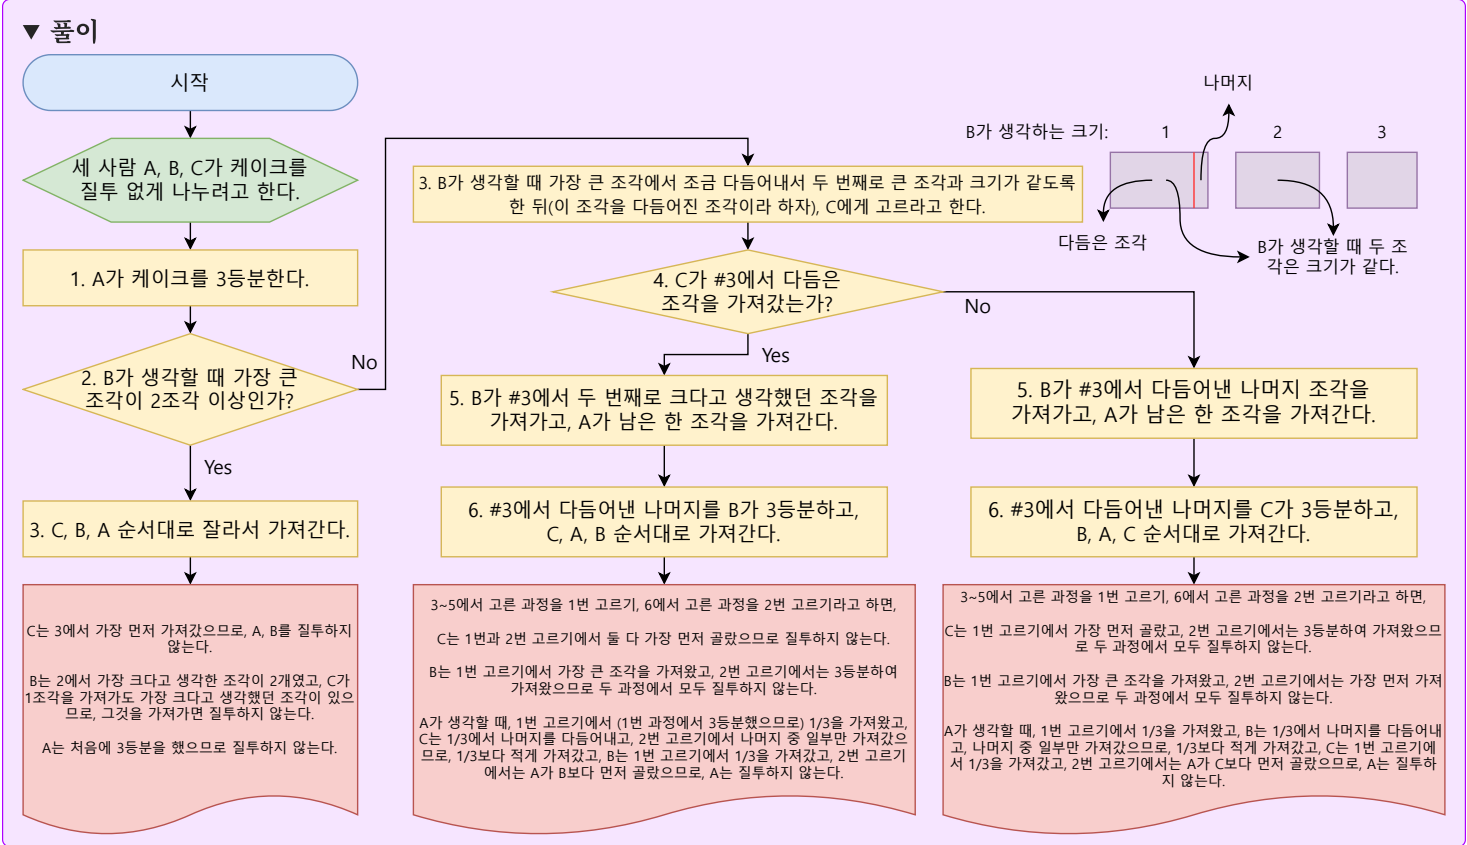 ▼ 풀이
시작
세 사람 A, B, C가 케이크를
질투 없게 나누려고 한다.
1. A가 케이크를 3등분한다.
2. B가 생각할 때 가장 큰
조각이 2조각 이상인가?
No
Yes
3. C, B, A 순서대로 잘라서 가져간다.
C는 3에서 가장 먼저 가져갔으므로, A, B를 질투하지
않는다.
B는 2에서 가장 크다고 생각한 조각이 2개였고, C가
1조각을 가져가도 가장 크다고 생각했던 조각이 있으
므로, 그것을 가져가면 질투하지 않는다.
A는 처음에 3등분을 했으므로 질투하지 않는다.
3. B가 생각할 때 가장 큰 조각에서 조금 다듬어내서 두 번째로 큰 조각과 크기가 같도록
한 뒤(이 조각을 다듬어진 조각이라 하자), C에게 고르라고 한다.
4. C가 #3에서 다듬은
조각을 가져갔는가?
Yes
No
5. B가 #3에서 두 번째로 크다고 생각했던 조각을
가져가고, A가 남은 한 조각을 가져간다.
6. #3에서 다듬어낸 나머지를 B가 3등분하고,
C, A, B 순서대로 가져간다.
3~5에서 고른 과정을 1번 고르기, 6에서 고른 과정을 2번 고르기라고 하면,
C는 1번과 2번 고르기에서 둘 다 가장 먼저 골랐으므로 질투하지 않는다.
B는 1번 고르기에서 가장 큰 조각을 가져왔고, 2번 고르기에서는 3등분하여
가져왔으므로 두 과정에서 모두 질투하지 않는다.
A가 생각할 때, 1번 고르기에서 (1번 과정에서 3등분했으므로) 1/3을 가져왔고,
C는 1/3에서 나머지를 다듬어내고, 2번 고르기에서 나머지 중 일부만 가져갔으
므로, 1/3보다 적게 가져갔고, B는 1번 고르기에서 1/3을 가져갔고, 2번 고르기
에서는 A가 B보다 먼저 골랐으므로, A는 질투하지 않는다.
나머지
B가 생각하는 크기:
1
2
3
다듬은 조각
B가 생각할 때 두 조
각은 크기가 같다.
5. B가 #3에서 다듬어낸 나머지 조각을
가져가고, A가 남은 한 조각을 가져간다.
6. #3에서 다듬어낸 나머지를 C가 3등분하고,
B, A, C 순서대로 가져간다.
3~5에서 고른 과정을 1번 고르기, 6에서 고른 과정을 2번 고르기라고 하면,
C는 1번 고르기에서 가장 먼저 골랐고, 2번 고르기에서는 3등분하여 가져왔으므
로 두 과정에서 모두 질투하지 않는다.
B는 1번 고르기에서 가장 큰 조각을 가져왔고, 2번 고르기에서는 가장 먼저 가져
왔으므로 두 과정에서 모두 질투하지 않는다.
A가 생각할 때, 1번 고르기에서 1/3을 가져왔고, B는 1/3에서 나머지를 다듬어내
고, 나머지 중 일부만 가져갔으므로, 1/3보다 적게 가져갔고, C는 1번 고르기에
서 1/3을 가져갔고, 2번 고르기에서는 A가 C보다 먼저 골랐으므로, A는 질투하
지 않는다.